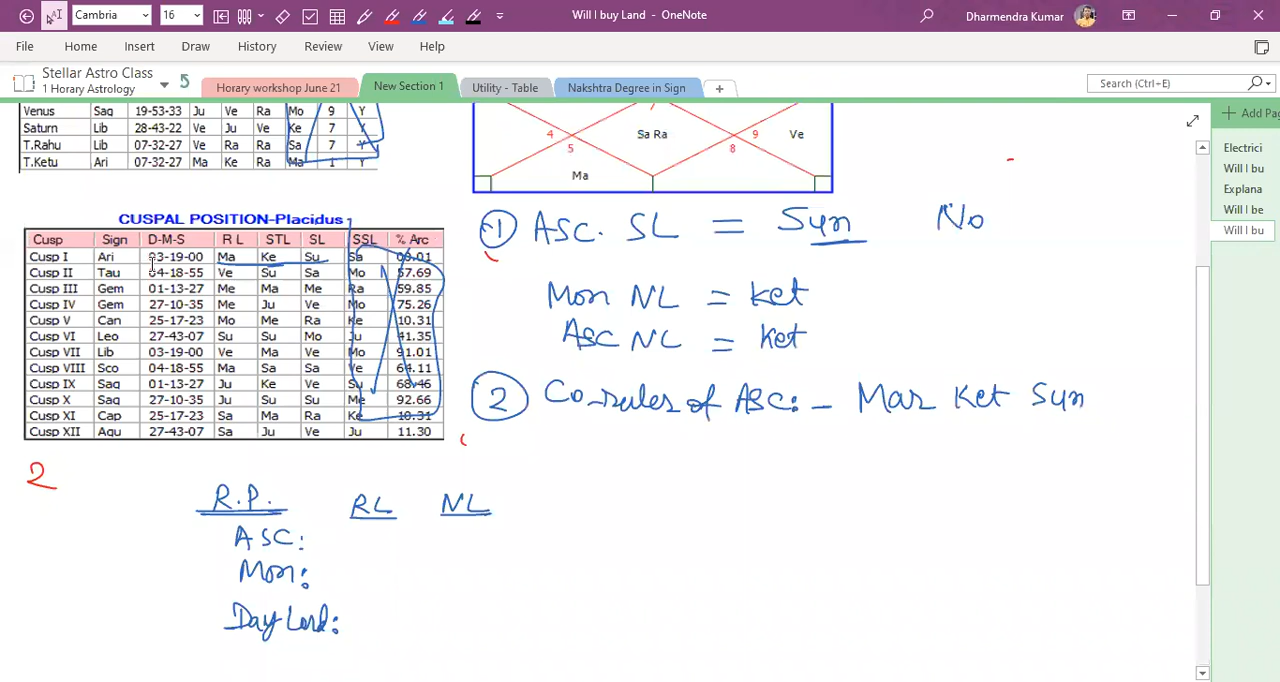 Cambria 16 Will I buy Land - OneNote Dharmendra Kumar
File Home Insert Draw History Review View Help
Stellar Astro Class
1 Horary Astrology
Horary workshop June 21 New Section 1 Utility - Table Nakshtra Degree in Sign + Search (Ctrl+E)
+ Add Pag
Electrici
Will I bu
Explana
Will I be
Will I bu
Venus Sag 19-53-33 Ju Ve Ra Mo 9 Y
Saturn Lib 28-43-22 Ve Ju Ve Ke 7 Y
T.Rahu Lib 07-32-27 Ve Ra Ra Sa 7 Y
T.Ketu Ari 07-32-27 Ma Ke Ra Ma 1 Y
7
4 Sa Ra 9 Ve
5 8
Ma
CUSPAL POSITION-Placidus
Cusp Sign D-M-S R L STL SL SSL % Arc
Cusp I Ari 03-19-00 Ma Ke Su Sa 09.01
Cusp II Tau 04-18-55 Ve Su Sa Mo 57.69
Cusp III Gem 01-13-27 Me Ma Me Ra 59.85
Cusp IV Gem 27-10-35 Me Ju Ve Mo 75.26
Cusp V Can 25-17-23 Mo Me Ra Ke 10.31
Cusp VI Leo 27-43-07 Su Su Mo Ju 41.35
Cusp VII Lib 03-19-00 Ve Ma Ve Mo 91.01
Cusp VIII Sco 04-18-55 Ma Sa Sa Ve 64.11
Cusp IX Sag 01-13-27 Ju Ke Ve Su 68.46
Cusp X Sag 27-10-35 Ju Su Su Me 92.66
Cusp XI Cap 25-17-23 Sa Ma Ra Ke 10.31
Cusp XII Aqu 27-43-07 Sa Ju Ve Ju 11.30
1 ASC. SL = Sun No
Mon NL = Ket
ASC NL = Ket
2 Co-rules of ASC: - Mar Ket Sun
2
R.P. RL NL
ASC:
Mon:
Day Lord: